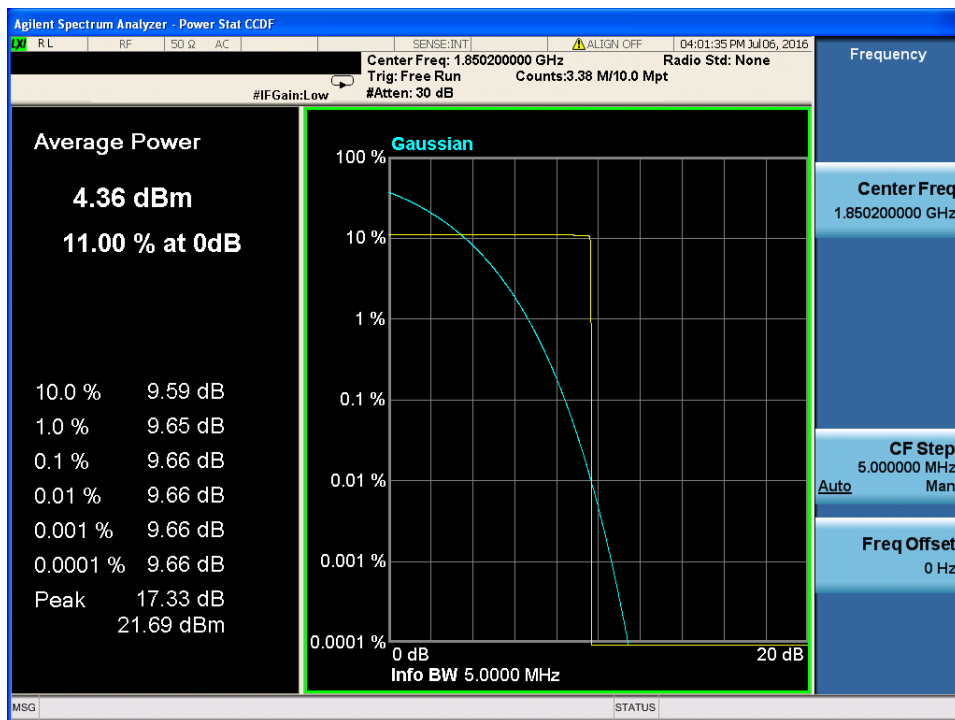 Agilent Spectrum Analyzer - Power Stat CCDF
LXI RL RF 50 Ω AC SENSE:INT ALIGN OFF 04:01:35 PM Jul 06, 2016
Center Freq: 1.850200000 GHz Radio Std: None
Trig: Free Run Counts:3.38 M/10.0 Mpt
#IFGain:Low #Atten: 30 dB
Frequency
Average Power
4.36 dBm
11.00 % at 0dB
10.0 % 9.59 dB
1.0 % 9.65 dB
0.1 % 9.66 dB
0.01 % 9.66 dB
0.001 % 9.66 dB
0.0001 % 9.66 dB
Peak 17.33 dB
21.69 dBm
Gaussian
100 %
10 %
1 %
0.1 %
0.01 %
0.001 %
0.0001 %
0 dB 20 dB
Info BW 5.0000 MHz
Center Freq
1.850200000 GHz
CF Step
5.000000 MHz
Auto Man
Freq Offset
0 Hz
MSG STATUS